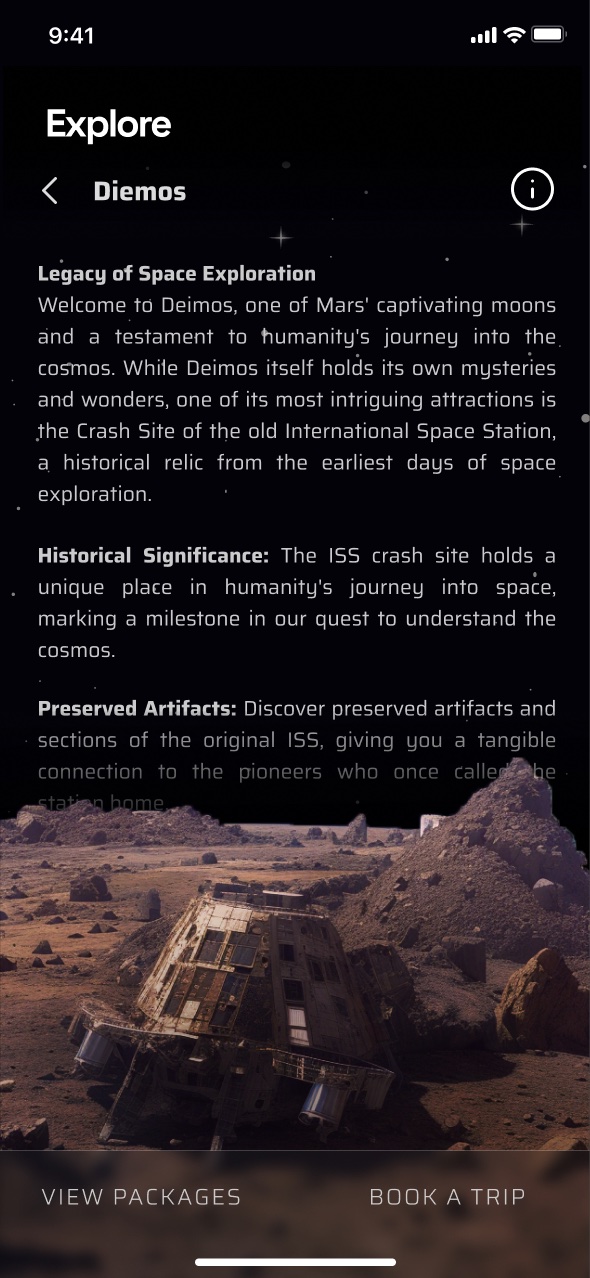 9:41
Explore
Diemos
Legacy of Space Exploration
Welcome to Deimos, one of Mars' captivating moons
and a testament to humanity's journey into the
cosmos. While Deimos itself holds its own mysteries
and wonders, one of its most intriguing attractions is
the Crash Site of the old International Space Station,
a historical relic from the earliest days of space
exploration.
Historical Significance: The ISS crash site holds a
unique place in humanity's journey into space,
marking a milestone in our quest to understand the
cosmos.
Preserved Artifacts: Discover preserved artifacts and
sections of the original ISS, giving you a tangible
connection to the pioneers who once called the
station home.
VIEW PACKAGES
BOOK A TRIP